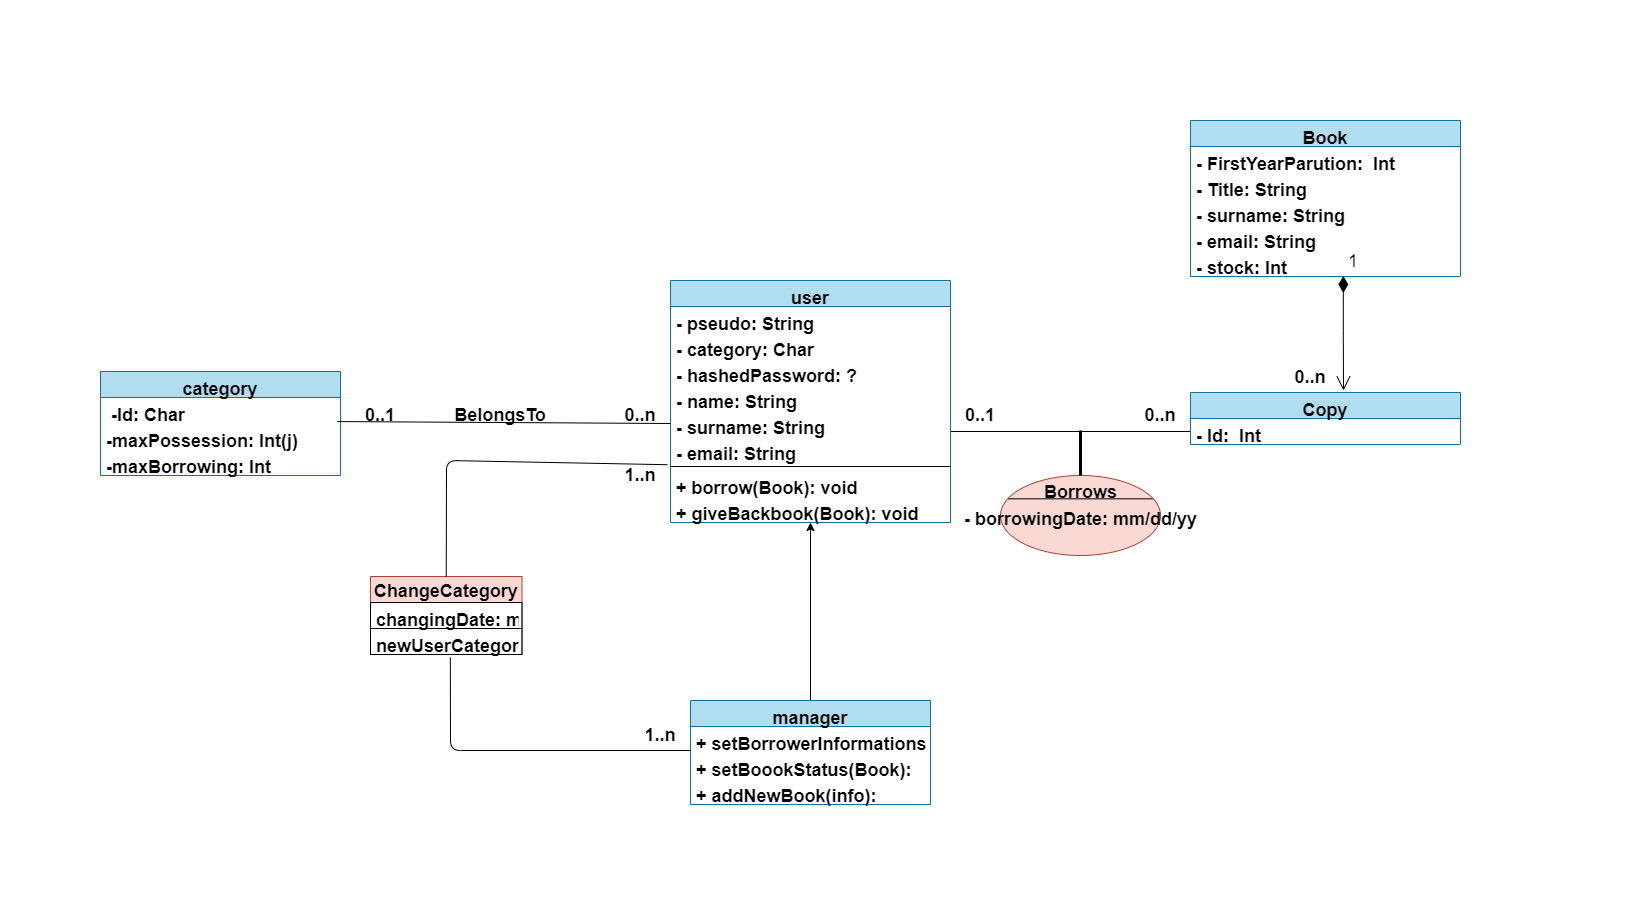 Book
- FirstYearParution:  Int
- Title: String
- surname: String
- email: String
- stock: Int
1
0..n
Copy
- Id:  Int
user
- pseudo: String
- category: Char
- hashedPassword: ?
- name: String
- surname: String
- email: String
+ borrow(Book): void
+ giveBackbook(Book): void
category
-Id: Char
-maxPossession: Int(j)
-maxBorrowing: Int
0..1
BelongsTo
0..n
0..1
0..n
Borrows
- borrowingDate: mm/dd/yy
1..n
ChangeCategory
changingDate: m
newUserCategor
1..n
manager
+ setBorrowerInformations
+ setBoookStatus(Book):
+ addNewBook(info):